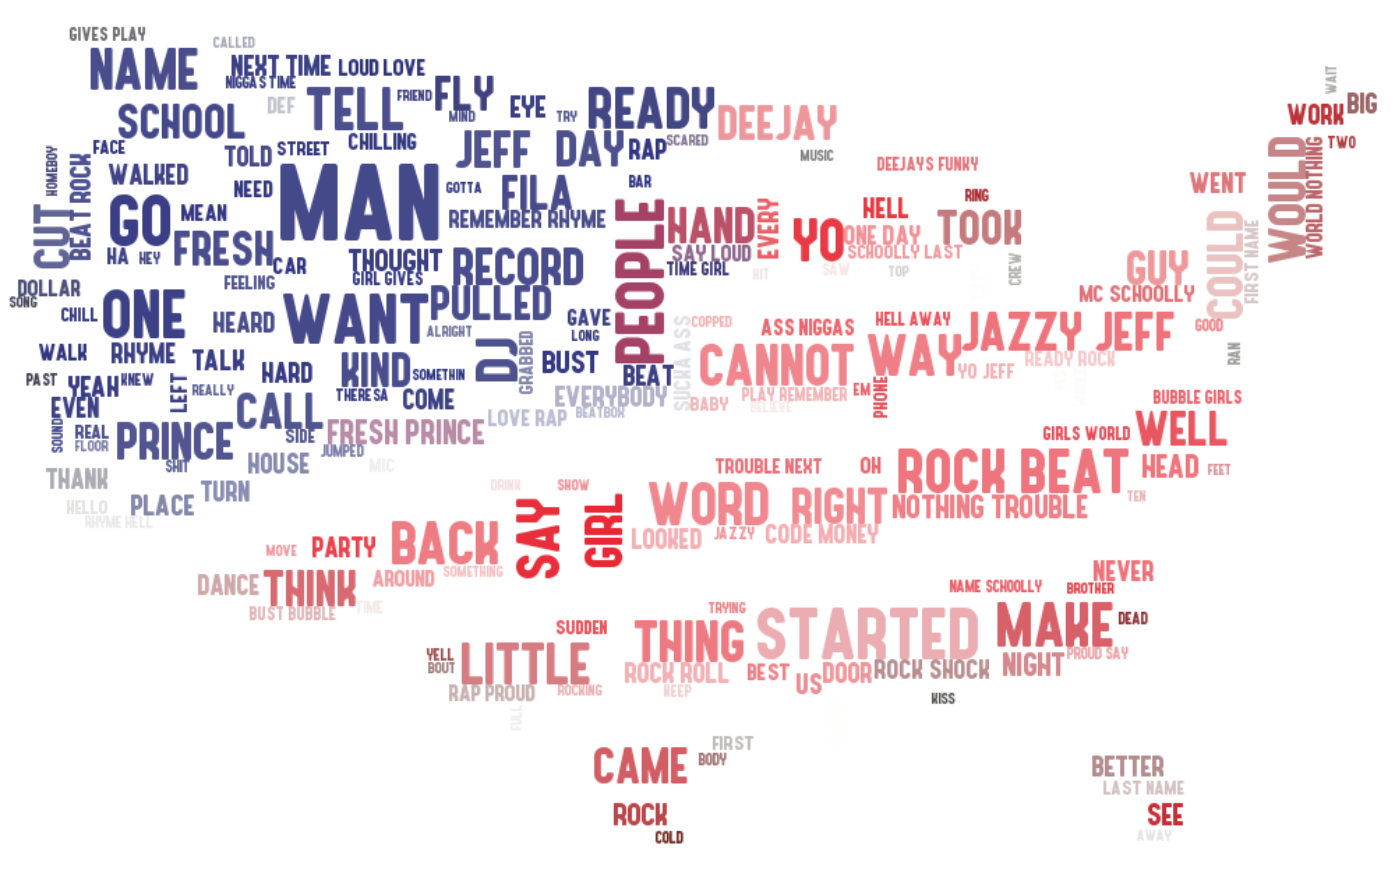 GIVES PLAY
CALLED
NAME
NEXT TIME
LOUD LOVE
NIGGAS TIME
DEF
TELL
FRIEND
FLY
MIND
EYE
TRY
READY
DEEJAY
WAIT
BIG
WORK
TWO
SCHOOL
FACE
TOLD
STREET
CHILLING
JEFF
DAY
RAP
SCARED
MUSIC
DEEJAYS FUNKY
WOULD
WORLD NOTHING
HOMEBOY
BEAT ROCK
WALKED
NEED
MAN
GOTTA
FILA
BAR
RING
WENT
CUT
GO
MEAN
REMEMBER RHYME
PEOPLE
HAND
EVERY
YO
HELL
ONE DAY
TOOK
COULD
FIRST NAME
HA
HEY
FRESH
CAR
THOUGHT
GIRL GIVES
RECORD
SAY LOUD
TIME GIRL
HIT
SAW
SCHOOLLY LAST
TOP
CREW
GUY
DOLLAR
SONG
FEELING
MC SCHOOLLY
CHILL
ONE
HEARD
WANT
PULLED
ALRIGHT
GAVE
LONG
SUCKA ASS
COPPED
ASS NIGGAS
HELL AWAY
JAZZY JEFF
GOOD
RAN
WALK
RHYME
TALK
HARD
KIND
SOMETHIN
DJ
GRABBED
BUST
BEAT
CANNOT
WAY
READY ROCK
YO JEFF
PAST
YEAH
KNEW
LEFT
REALLY
THERESA
COME
EVERYBODY
BABY
PLAY REMEMBER
EM
PHONE
BELIEVE
BUBBLE GIRLS
EVEN
SOUND
REAL
FLOOR
PRINCE
CALL
SIDE
FRESH PRINCE
LOVE RAP
BEATBOX
GIRLS WORLD
WELL
SHIT
HOUSE
JUMPED
MIC
TROUBLE NEXT
OH
ROCK BEAT
HEAD
FEET
THANK
TURN
PLACE
HELLO
RHYME HELL
DRINK
SHOW
WORD
RIGHT
NOTHING TROUBLE
TEN
MOVE
PARTY
BACK
SAY
GIRL
LOOKED
JAZZY
CODE MONEY
DANCE
THINK
AROUND
SOMETHING
NEVER
NAME SCHOOLLY
BROTHER
BUST BUBBLE
TIME
TRYING
STARTED
MAKE
DEAD
SUDDEN
THING
YELL
BOUT
LITTLE
ROCK ROLL
BEST
US
DOOR
ROCK SHOCK
NIGHT
PROUD SAY
RAP PROUD
ROCKING
KEEP
KISS
FULL
CAME
FIRST
BODY
BETTER
LAST NAME
ROCK
SEE
COLD
AWAY